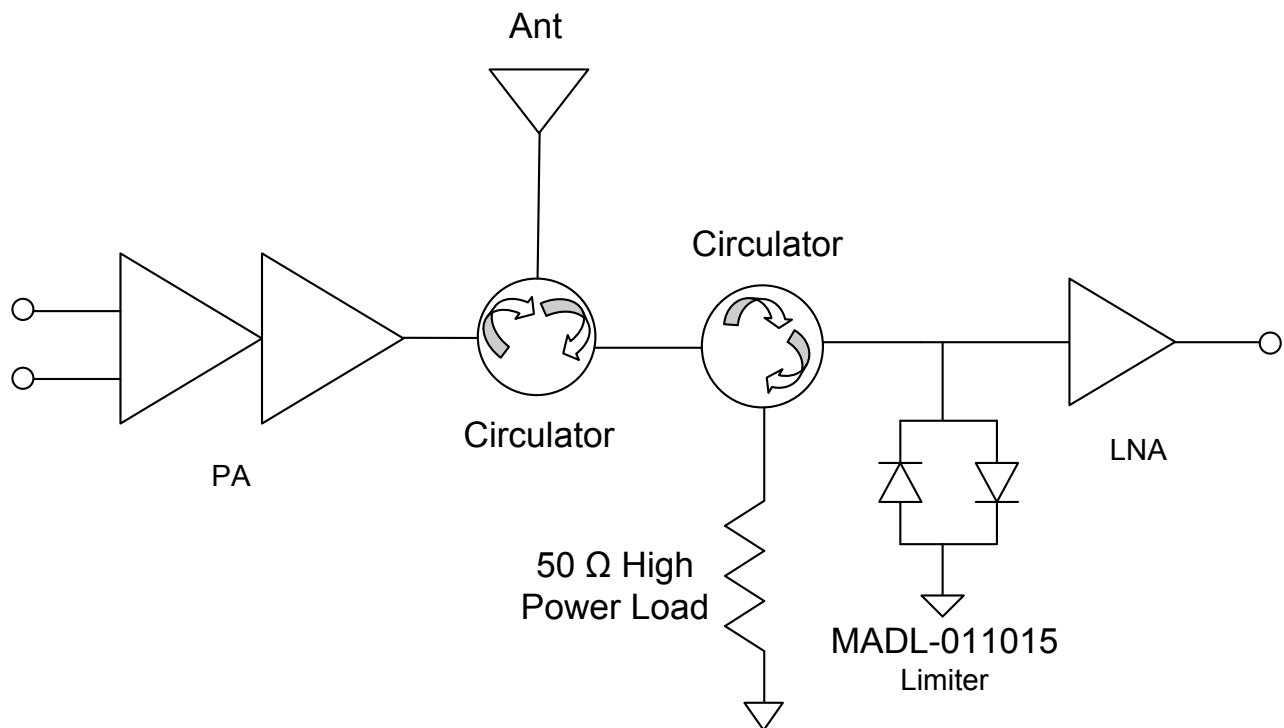 Ant
Circulator
Circulator
PA
LNA
50 Ω High
Power Load
MADL-011015
Limiter